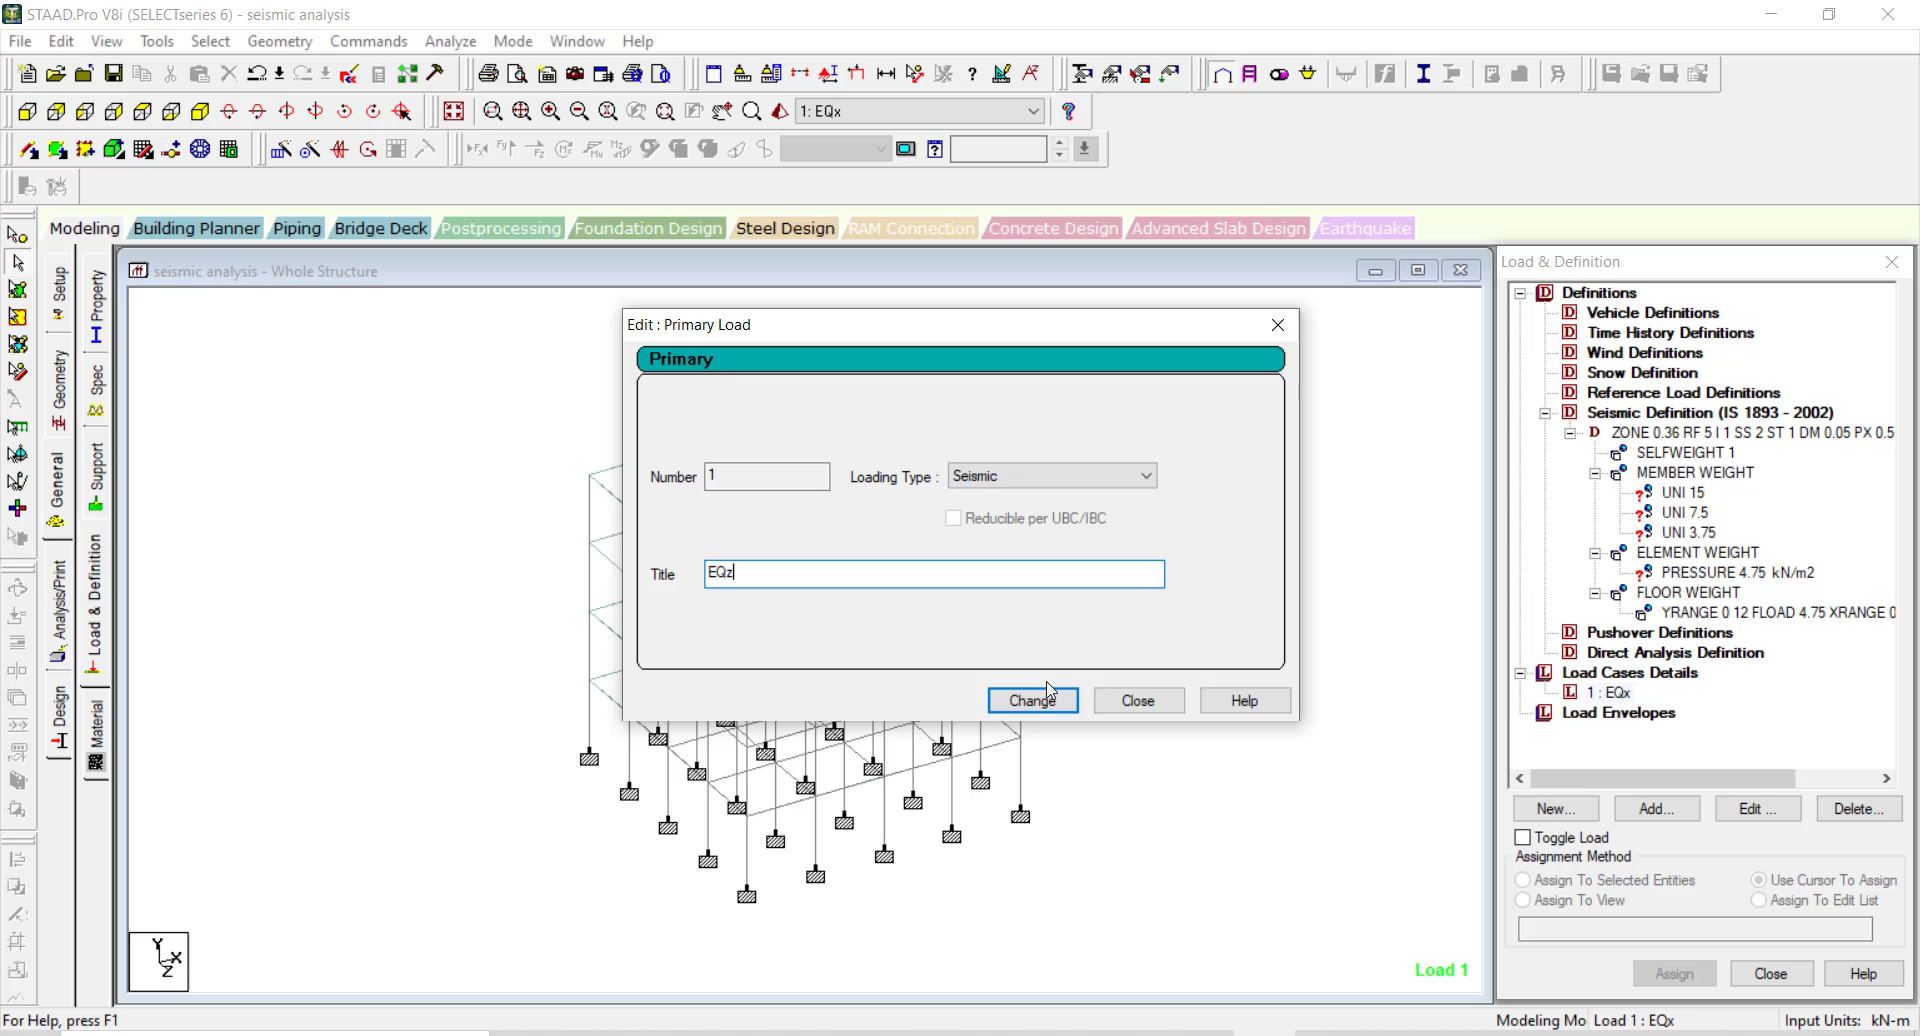 STAAD.Pro V8i (SELECTseries 6) - seismic analysis
File Edit View Tools Select Geometry Commands Analyze Mode Window Help
1: EQx
Modeling Building Planner Piping Bridge Deck Postprocessing Foundation Design Steel Design RAM Connection Concrete Design Advanced Slab Design Earthquake
Setup
Geometry
General
Analysis/Print
Design
Property
Spec
Support
Load & Definition
Material
seismic analysis - Whole Structure
Edit : Primary Load
Primary
Number 1 Loading Type : Seismic
Reducible per UBC/IBC
Title EQz
Change Close Help
Y
X
Z
Load 1
Load & Definition
Definitions
Vehicle Definitions
Time History Definitions
Wind Definitions
Snow Definition
Reference Load Definitions
Seismic Definition (IS 1893 - 2002)
ZONE 0.36 RF 5 I 1 SS 2 ST 1 DM 0.05 PX 0.5
SELFWEIGHT 1
MEMBER WEIGHT
UNI 15
UNI 7.5
UNI 3.75
ELEMENT WEIGHT
PRESSURE 4.75 kN/m2
FLOOR WEIGHT
YRANGE 0 12 FLOAD 4.75 XRANGE 0
Pushover Definitions
Direct Analysis Definition
Load Cases Details
1 : EQx
Load Envelopes
New... Add... Edit ... Delete...
Toggle Load
Assignment Method
Assign To Selected Entities Use Cursor To Assign
Assign To View Assign To Edit List
Assign Close Help
For Help, press F1 Modeling Mo Load 1 : EQx Input Units: kN-m